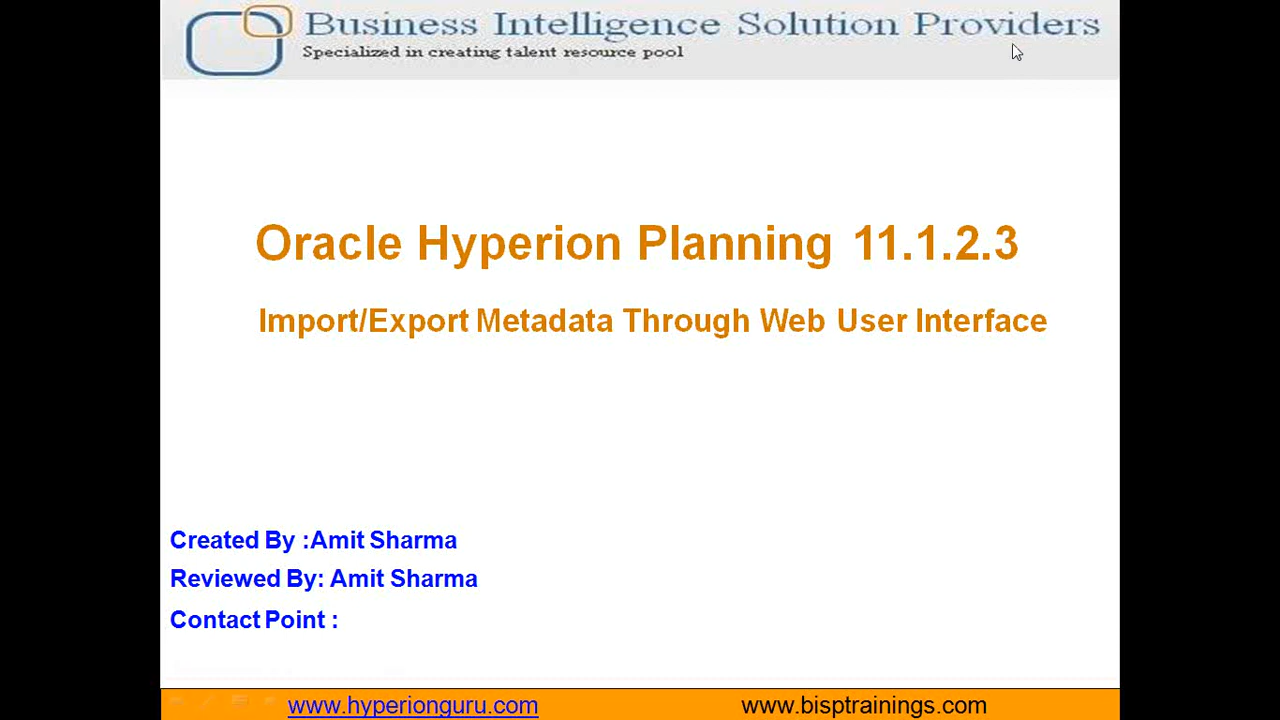 Business Intelligence Solution Providers
Specialized in creating talent resource pool
Oracle Hyperion Planning 11.1.2.3
Import/Export Metadata Through Web User Interface
Created By :Amit Sharma
Reviewed By: Amit Sharma
Contact Point :
www.hyperionguru.com www.bisptrainings.com